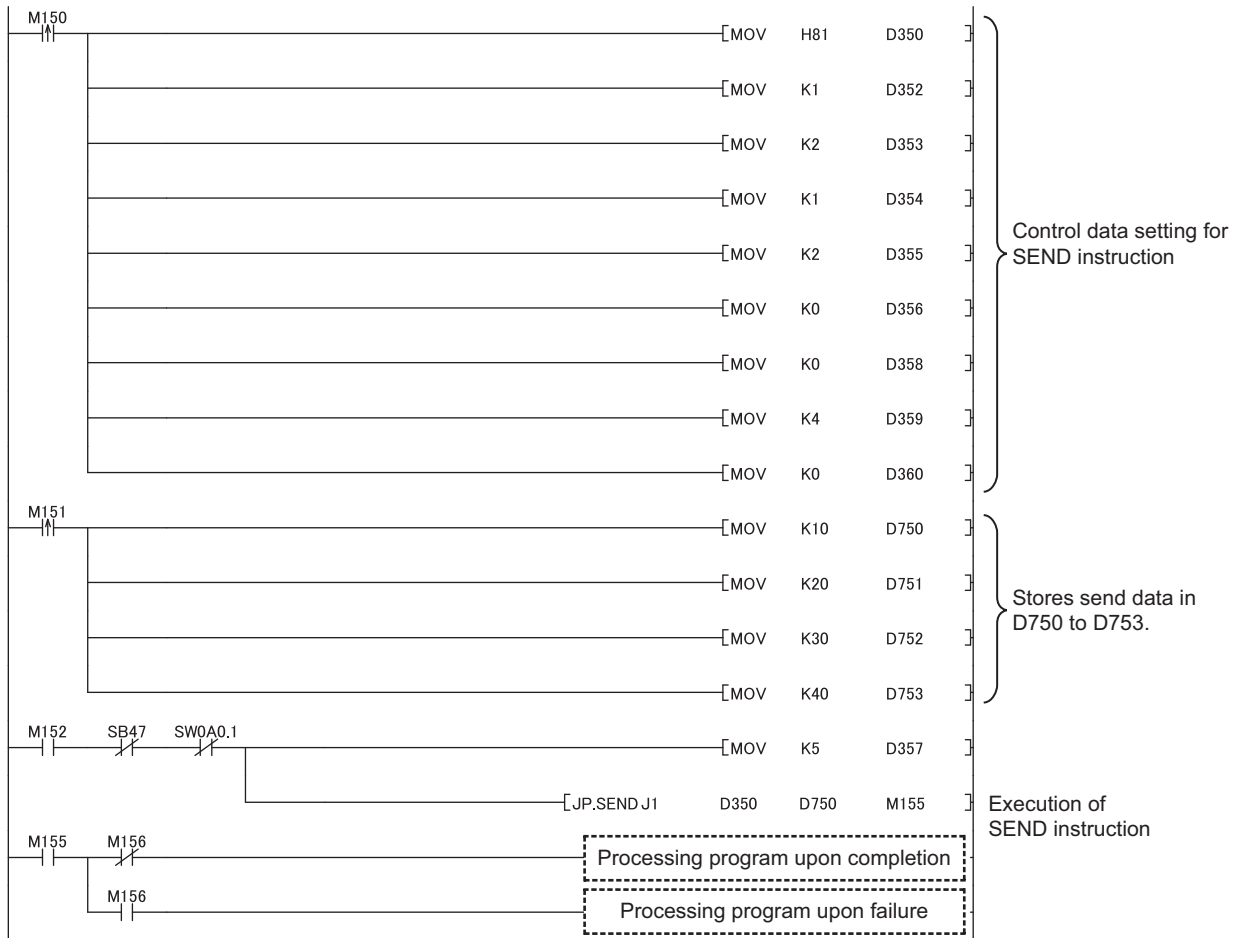 M150
MOV H81 D350
MOV K1 D352
MOV K2 D353
MOV K1 D354
MOV K2 D355
MOV K0 D356
MOV K0 D358
MOV K4 D359
MOV K0 D360
Control data setting for
SEND instruction
M151
MOV K10 D750
MOV K20 D751
MOV K30 D752
MOV K40 D753
Stores send data in
D750 to D753.
M152 SB47 SW0A0.1
MOV K5 D357
JP.SEND J1 D350 D750 M155
Execution of
SEND instruction
M155 M156
Processing program upon completion
M156
Processing program upon failure